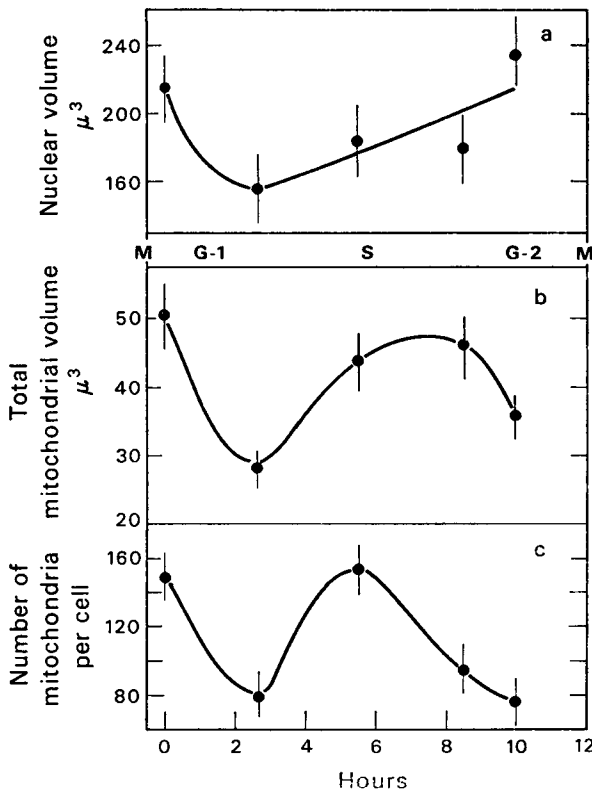 a
Nuclear volume
μ³
240
200
160
M G-1 S G-2 M
b
Total
mitochondrial volume
μ³
50
40
30
20
c
Number of
mitochondria
per cell
160
120
80
0 2 4 6 8 10 12
Hours